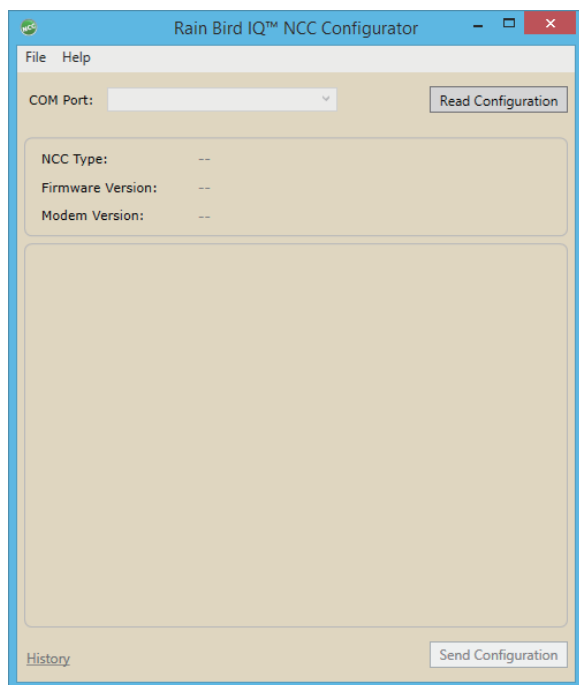 NCC
Rain Bird IQ™ NCC Configurator
File Help
COM Port:
Read Configuration
NCC Type: --
Firmware Version: --
Modem Version: --
History
Send Configuration